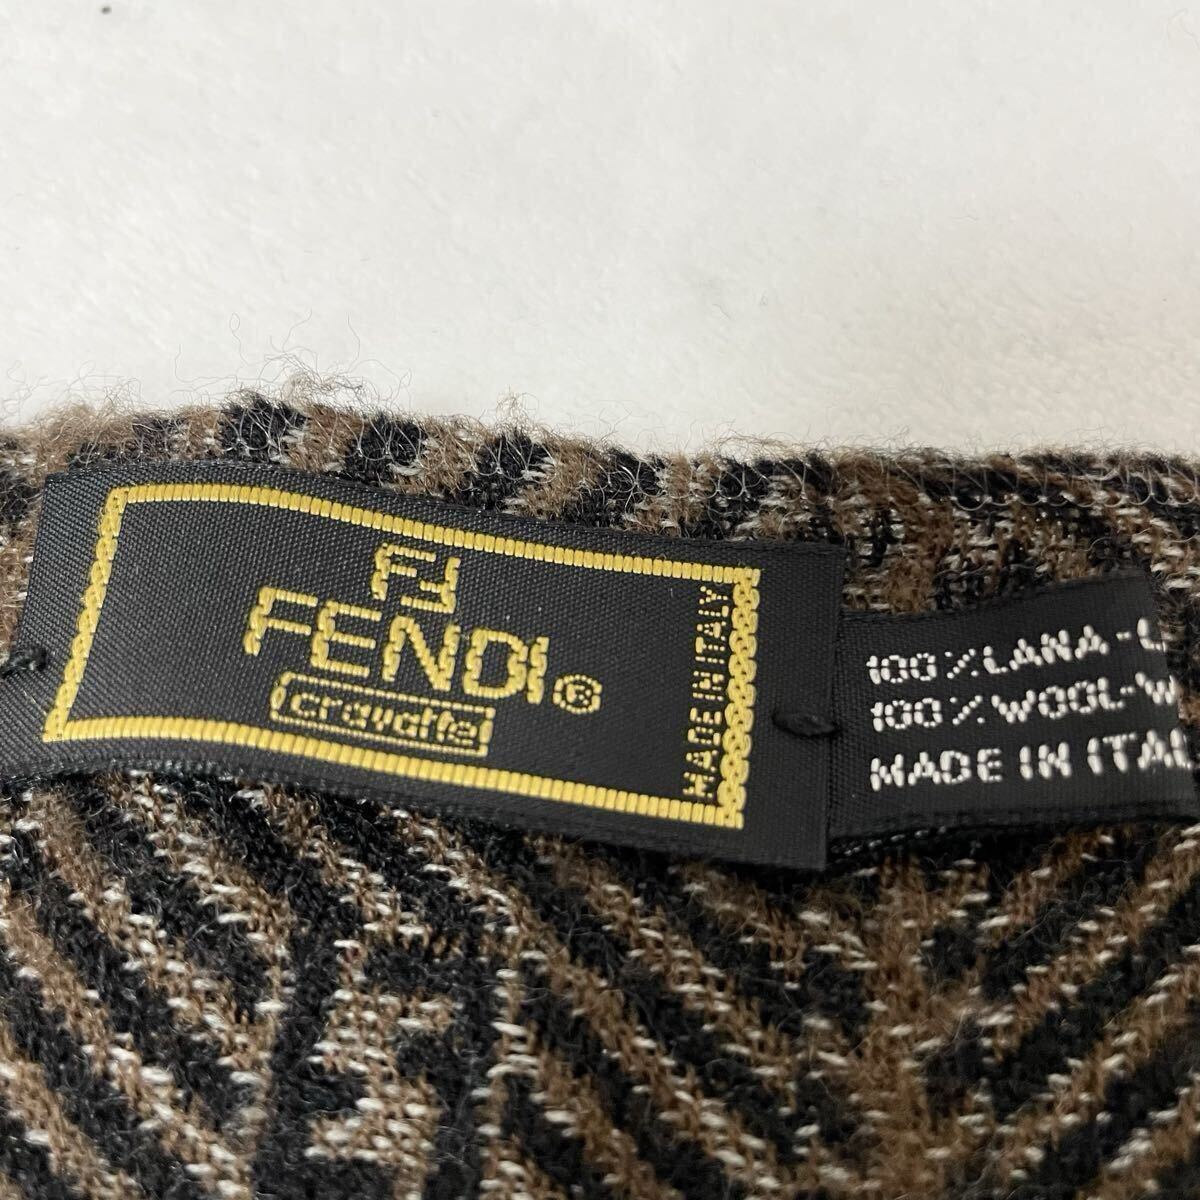 FF
FENDI®
cravatte
MADE IN ITALY
100%LANA -
100%WOOL-
MADE IN ITAL